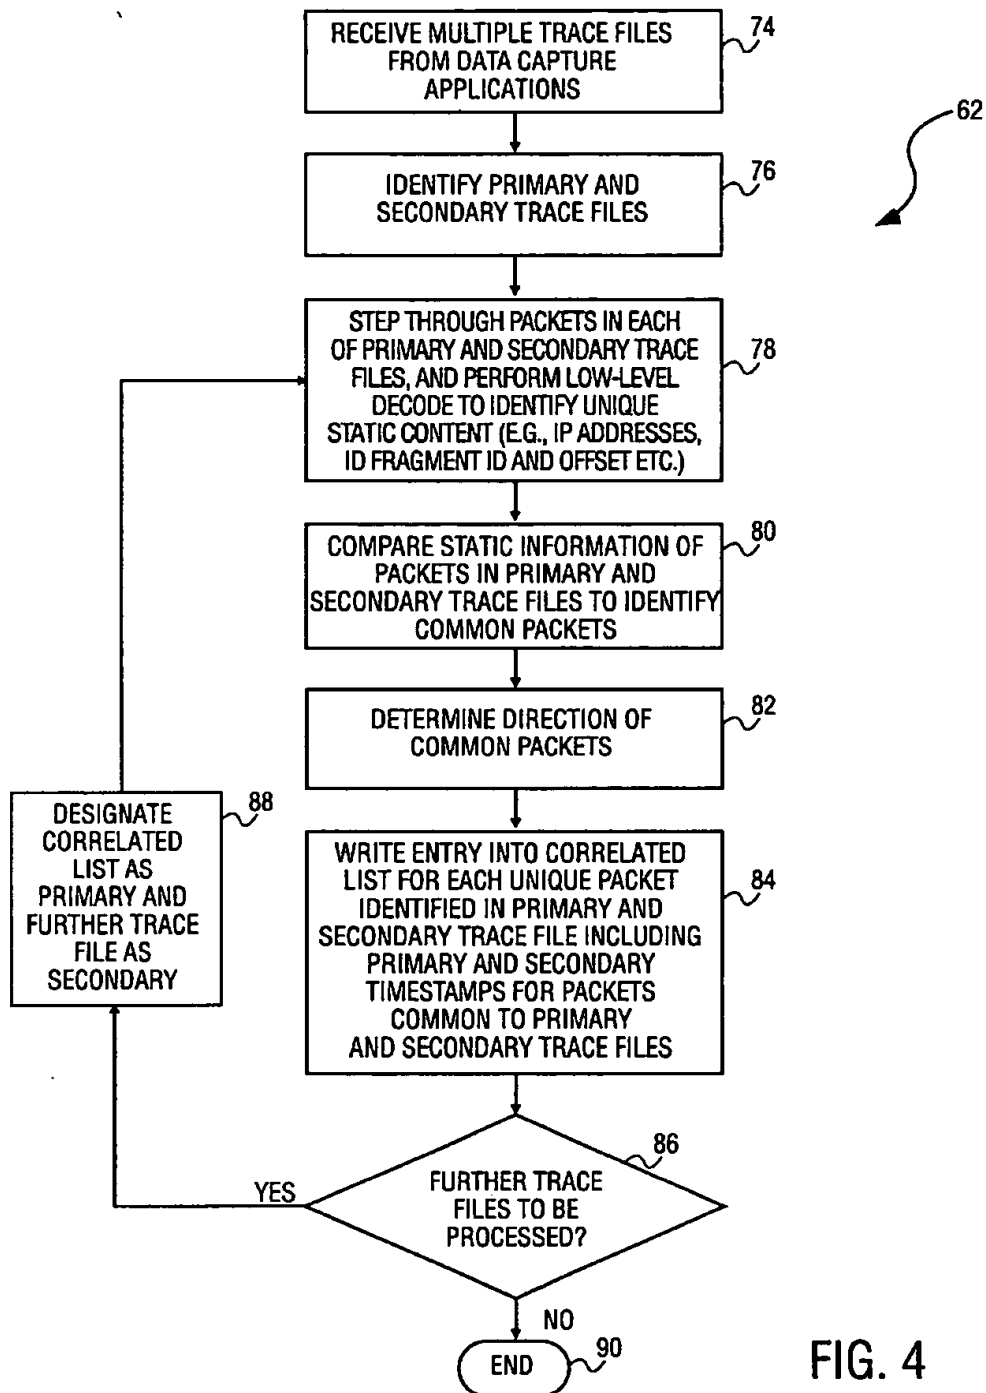 RECEIVE MULTIPLE TRACE FILES
FROM DATA CAPTURE
APPLICATIONS
74
62
IDENTIFY PRIMARY AND
SECONDARY TRACE FILES
76
STEP THROUGH PACKETS IN EACH
OF PRIMARY AND SECONDARY TRACE
FILES, AND PERFORM LOW-LEVEL
DECODE TO IDENTIFY UNIQUE
STATIC CONTENT (E.G., IP ADDRESSES,
ID FRAGMENT ID AND OFFSET ETC.)
78
COMPARE STATIC INFORMATION OF
PACKETS IN PRIMARY AND
SECONDARY TRACE FILES TO IDENTIFY
COMMON PACKETS
80
DETERMINE DIRECTION OF
COMMON PACKETS
82
DESIGNATE
CORRELATED
LIST AS
PRIMARY AND
FURTHER TRACE
FILE AS
SECONDARY
88
WRITE ENTRY INTO CORRELATED
LIST FOR EACH UNIQUE PACKET
IDENTIFIED IN PRIMARY AND
SECONDARY TRACE FILE INCLUDING
PRIMARY AND SECONDARY
TIMESTAMPS FOR PACKETS
COMMON TO PRIMARY
AND SECONDARY TRACE FILES
84
FURTHER TRACE
FILES TO BE
PROCESSED?
86
YES
NO
END
90
FIG. 4